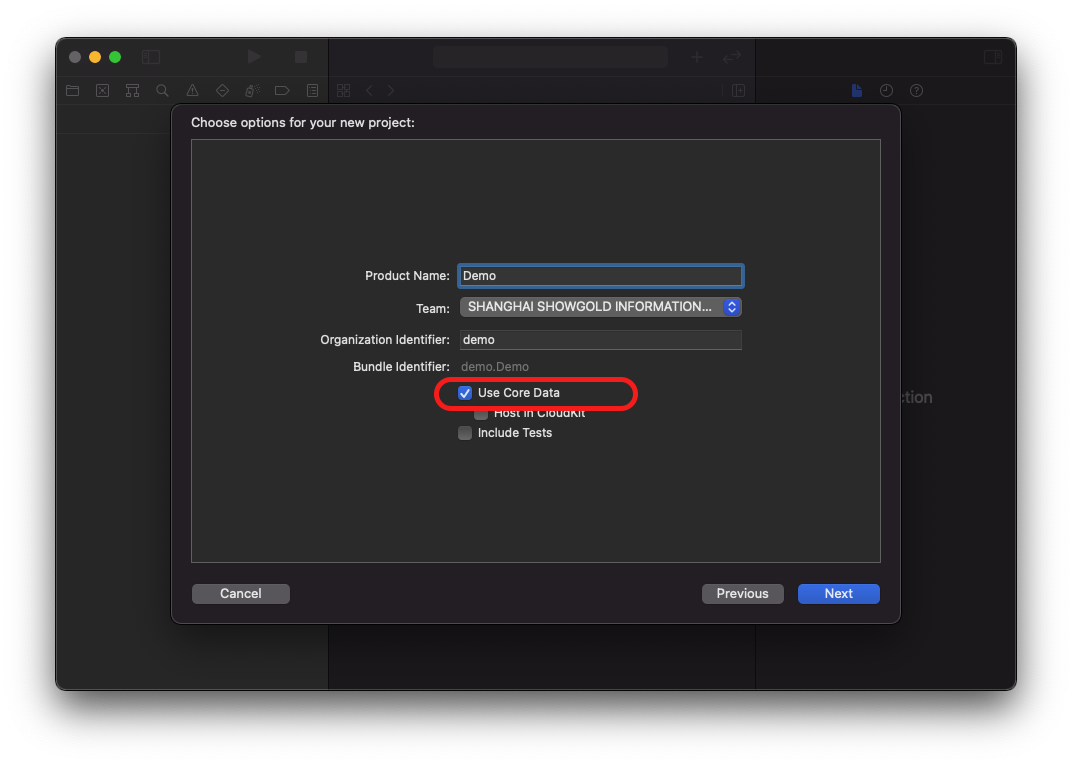 Choose options for your new project:
Product Name: Demo
Team: SHANGHAI SHOWGOLD INFORMATION...
Organization Identifier: demo
Bundle Identifier: demo.Demo
Use Core Data
Host in CloudKit
Include Tests
ction
Cancel
Previous
Next